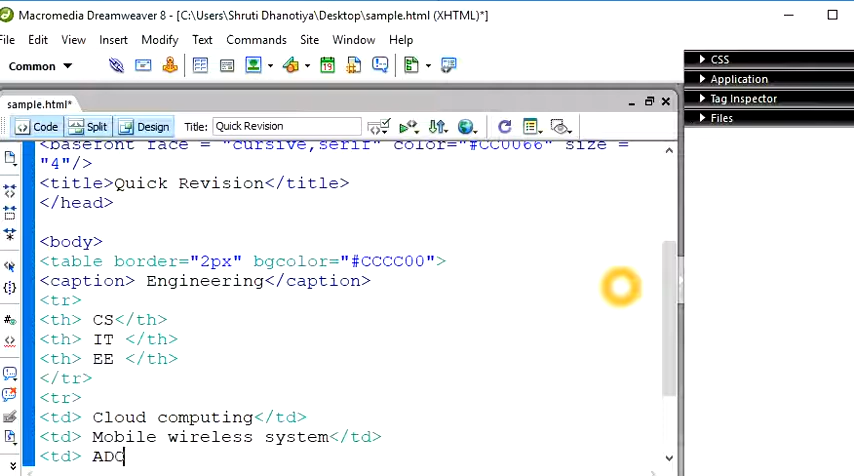 Macromedia Dreamweaver 8 - [C:\Users\Shruti Dhanotiya\Desktop\sample.html (XHTML)*]
File Edit View Insert Modify Text Commands Site Window Help
Common
CSS
Application
Tag Inspector
Files
sample.html*
Code Split Design Title: Quick Revision
<basefont face = "cursive,serif" color="#CC0066" size =
"4"/>
<title>Quick Revision</title>
</head>
<body>
<table border="2px" bgcolor="#CCCC00">
<caption> Engineering</caption>
<tr>
<th> CS</th>
<th> IT </th>
<th> EE </th>
</tr>
<tr>
<td> Cloud computing</td>
<td> Mobile wireless system</td>
<td> ADC